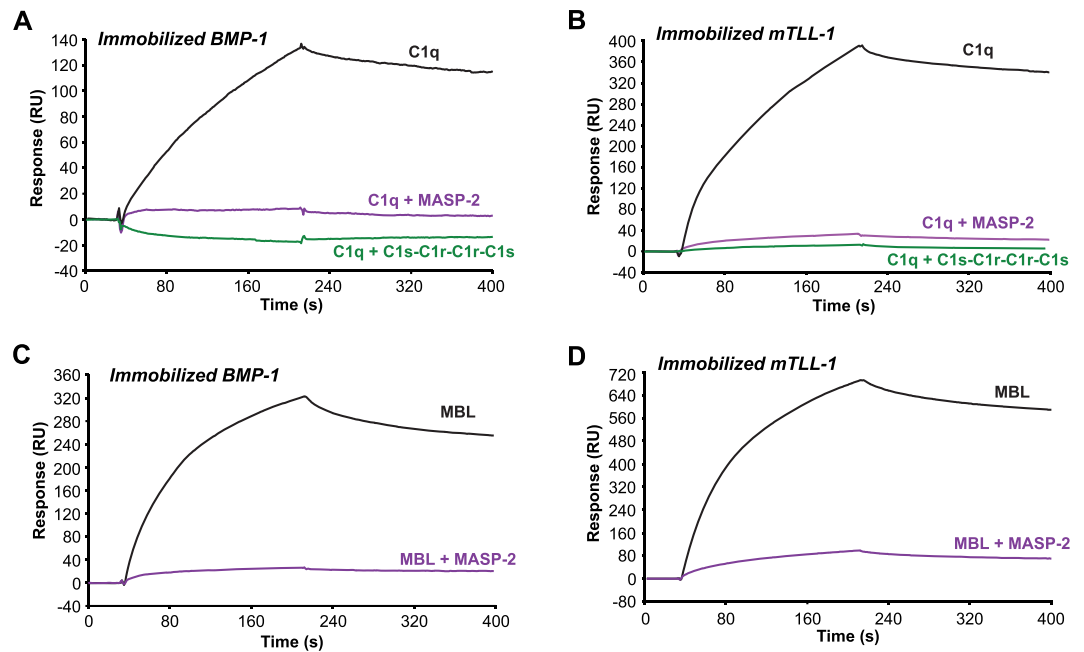 A
Immobilized BMP-1
Response (RU)
140
120
100
80
60
40
20
0
-20
-40
C1q
C1q + MASP-2
C1q + C1s-C1r-C1r-C1s
0 80 160 240 320 400
Time (s)
B
Immobilized mTLL-1
Response (RU)
400
360
320
280
240
200
160
120
80
40
0
-40
C1q
C1q + MASP-2
C1q + C1s-C1r-C1r-C1s
0 80 160 240 320 400
Time (s)
C
Immobilized BMP-1
Response (RU)
360
320
280
240
200
160
120
80
40
0
-40
MBL
MBL + MASP-2
0 80 160 240 320 400
Time (s)
D
Immobilized mTLL-1
Response (RU)
720
640
560
480
400
320
240
160
80
0
-80
MBL
MBL + MASP-2
0 80 160 240 320 400
Time (s)